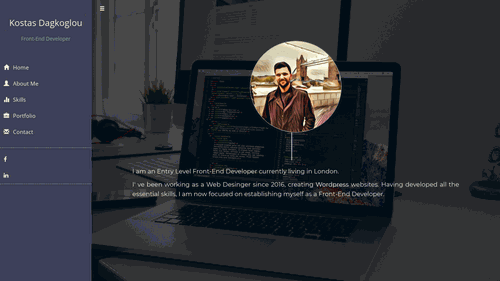 Kostas Dagkoglou
Front-End Developer
Home
About Me
Skills
Portfolio
Contact
f
in
I am an Entry Level Front-End Developer currently living in London.
I' ve been working as a Web Desinger since 2016, creating Wordpress websites. Having developed all the
essential skills, I am now focused on establishing myself as a Front-End Developer.